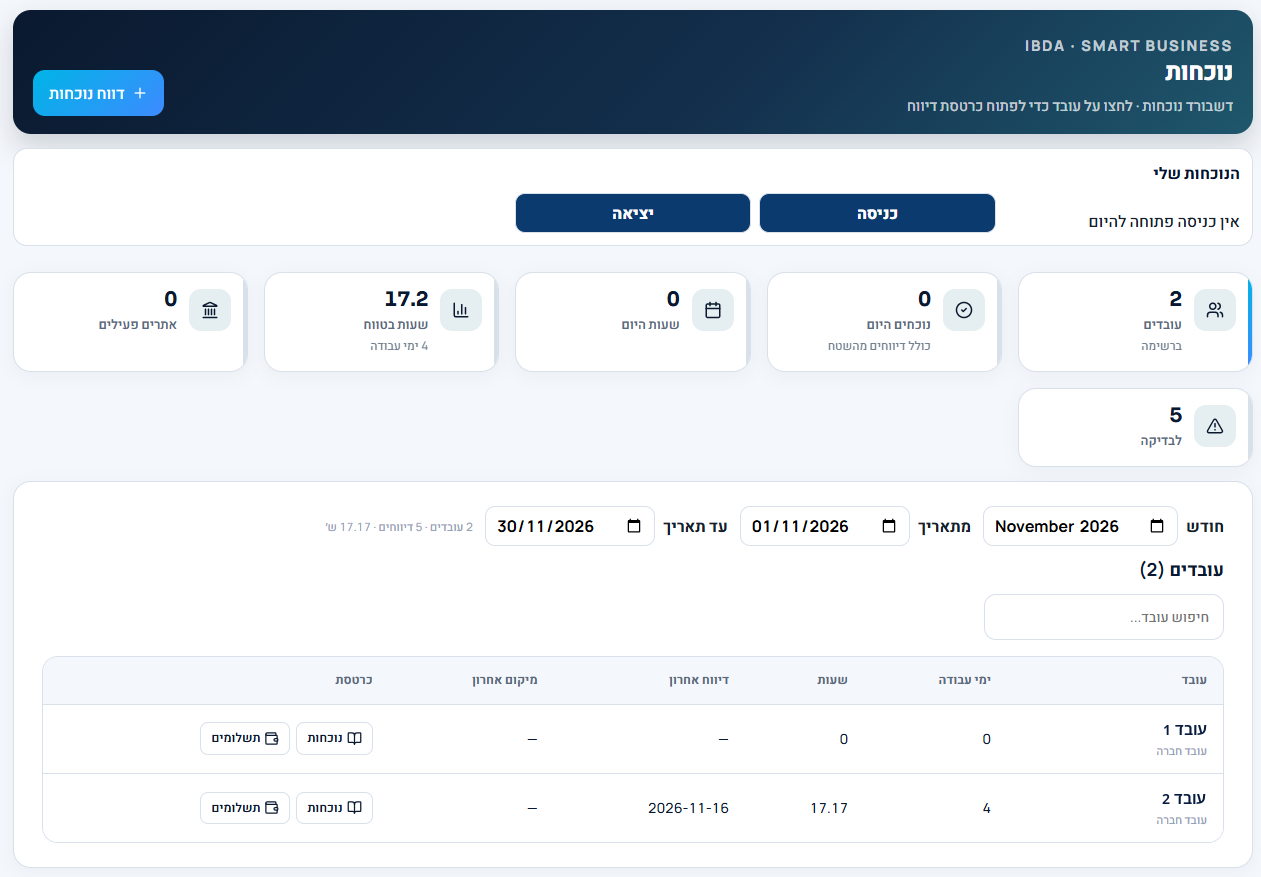 IBDA · SMART BUSINESS
נוכחות
דשבורד נוכחות · לחצו על עובד כדי לפתוח כרטסת דיווח
+ דווח נוכחות
הנוכחות שלי
אין כניסה פתוחה להיום
כניסה
יציאה
2
עובדים
ברשימה
0
נוכחים היום
כולל דיווחים מהשטח
0
שעות היום
17.2
שעות בטווח
4 ימי עבודה
0
אתרים פעילים
5
לבדיקה
חודש November 2026 מתאריך 01/11/2026 עד תאריך 30/11/2026 2 עובדים · 5 דיווחים · 17.17 ש׳
עובדים (2)
חיפוש עובד...
עובד ימי עבודה שעות דיווח אחרון מיקום אחרון כרטסת
עובד 1
עובד חברה
0 0 — — נוכחות תשלומים
עובד 2
עובד חברה
4 17.17 2026-11-16 — נוכחות תשלומים